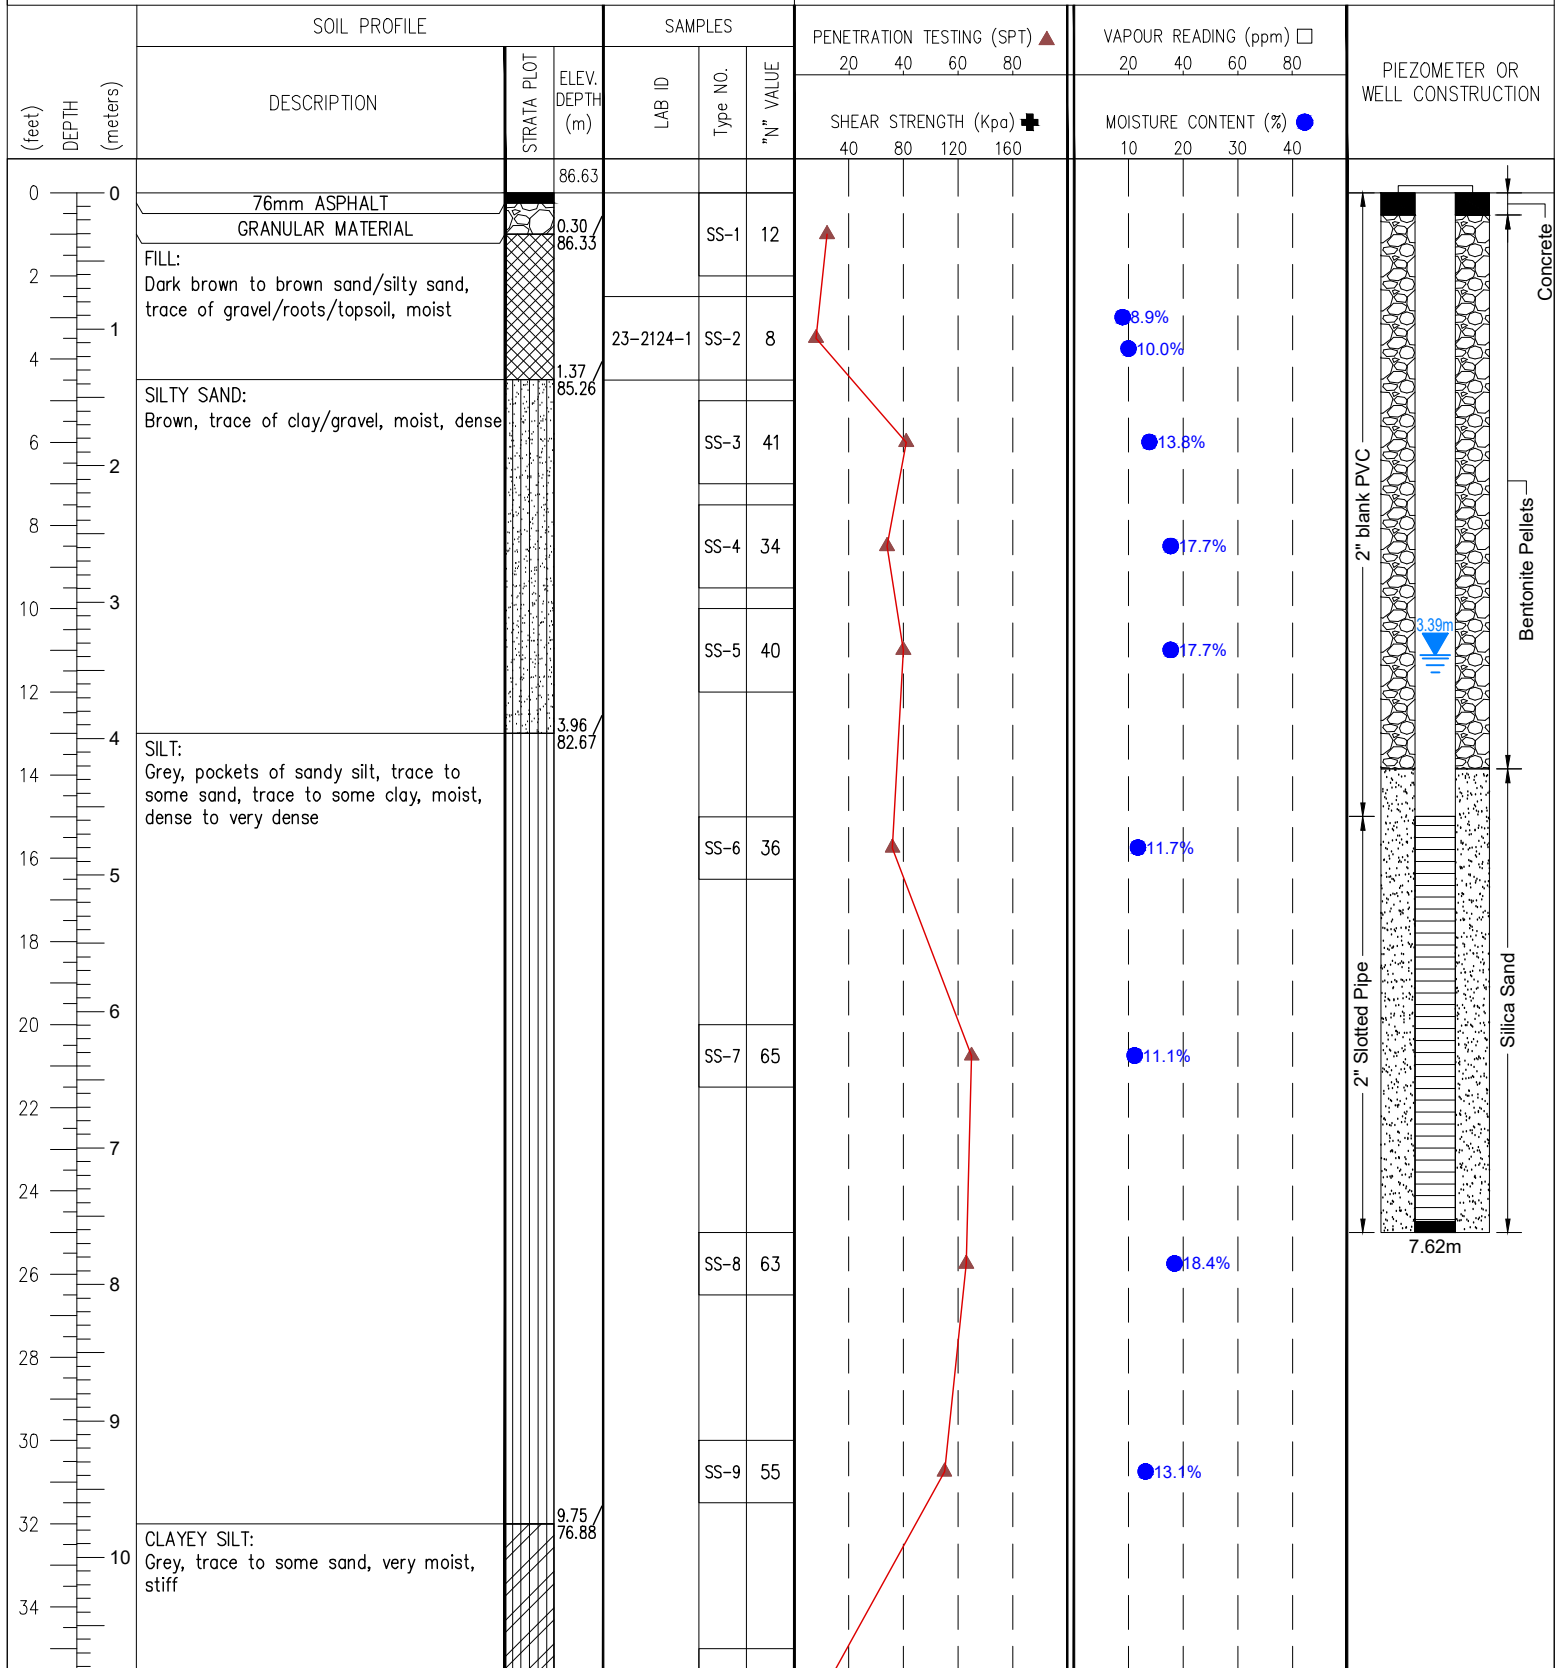 SOIL PROFILE
SAMPLES
PENETRATION TESTING (SPT)
20 40 60 80
SHEAR STRENGTH (Kpa)
40 80 120 160
VAPOUR READING (ppm)
20 40 60 80
MOISTURE CONTENT (%)
10 20 30 40
PIEZOMETER OR
WELL CONSTRUCTION
(feet)
DEPTH
(meters)
DESCRIPTION
STRATA PLOT
ELEV.
DEPTH
(m)
LAB ID
Type NO.
"N" VALUE
86.63
0
2
4
6
8
10
12
14
16
18
20
22
24
26
28
30
32
34
0
1
2
3
4
5
6
7
8
9
10
76mm ASPHALT
GRANULAR MATERIAL
0.30
86.33
FILL:
Dark brown to brown sand/silty sand,
trace of gravel/roots/topsoil, moist
1.37
85.26
SILTY SAND:
Brown, trace of clay/gravel, moist, dense
3.96
82.67
SILT:
Grey, pockets of sandy silt, trace to
some sand, trace to some clay, moist,
dense to very dense
9.75
76.88
CLAYEY SILT:
Grey, trace to some sand, very moist,
stiff
SS-1 12
23-2124-1 SS-2 8
SS-3 41
SS-4 34
SS-5 40
SS-6 36
SS-7 65
SS-8 63
SS-9 55
8.9%
10.0%
13.8%
17.7%
17.7%
11.7%
11.1%
18.4%
13.1%
2" blank PVC
2" Slotted Pipe
3.39m
Concrete
Bentonite Pellets
Silica Sand
7.62m